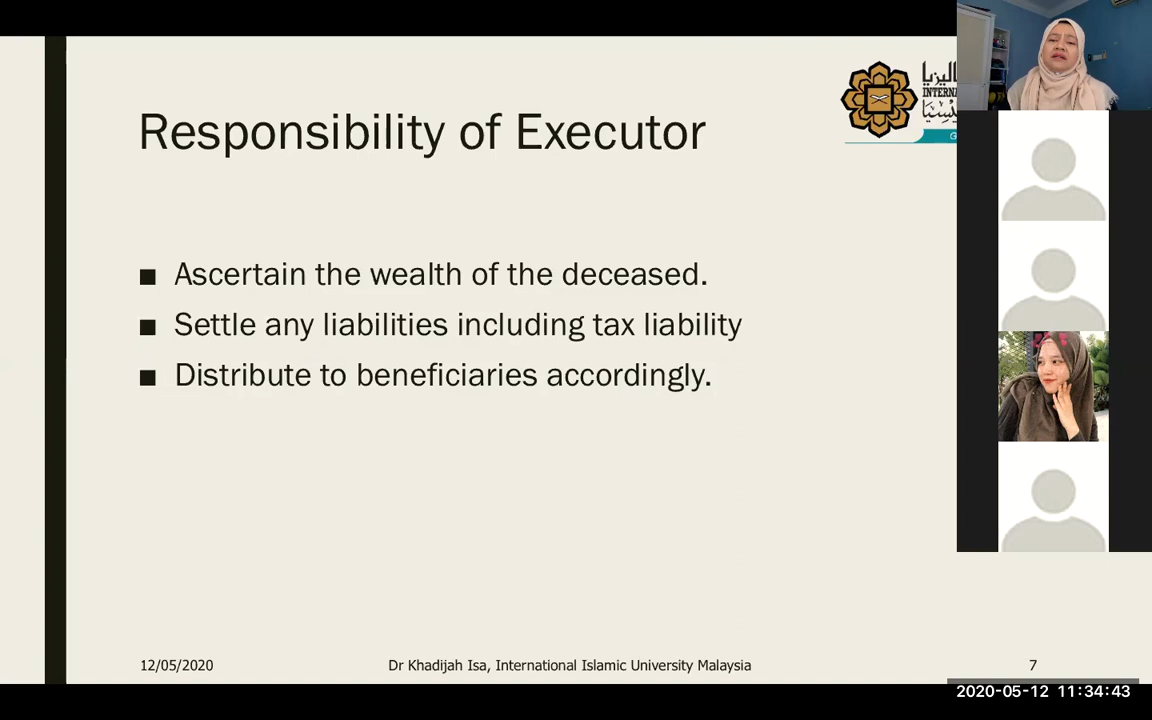 Responsibility of Executor
■ Ascertain the wealth of the deceased.
■ Settle any liabilities including tax liability
■ Distribute to beneficiaries accordingly.
12/05/2020
Dr Khadijah Isa, International Islamic University Malaysia
7
2020-05-12 11:34:43